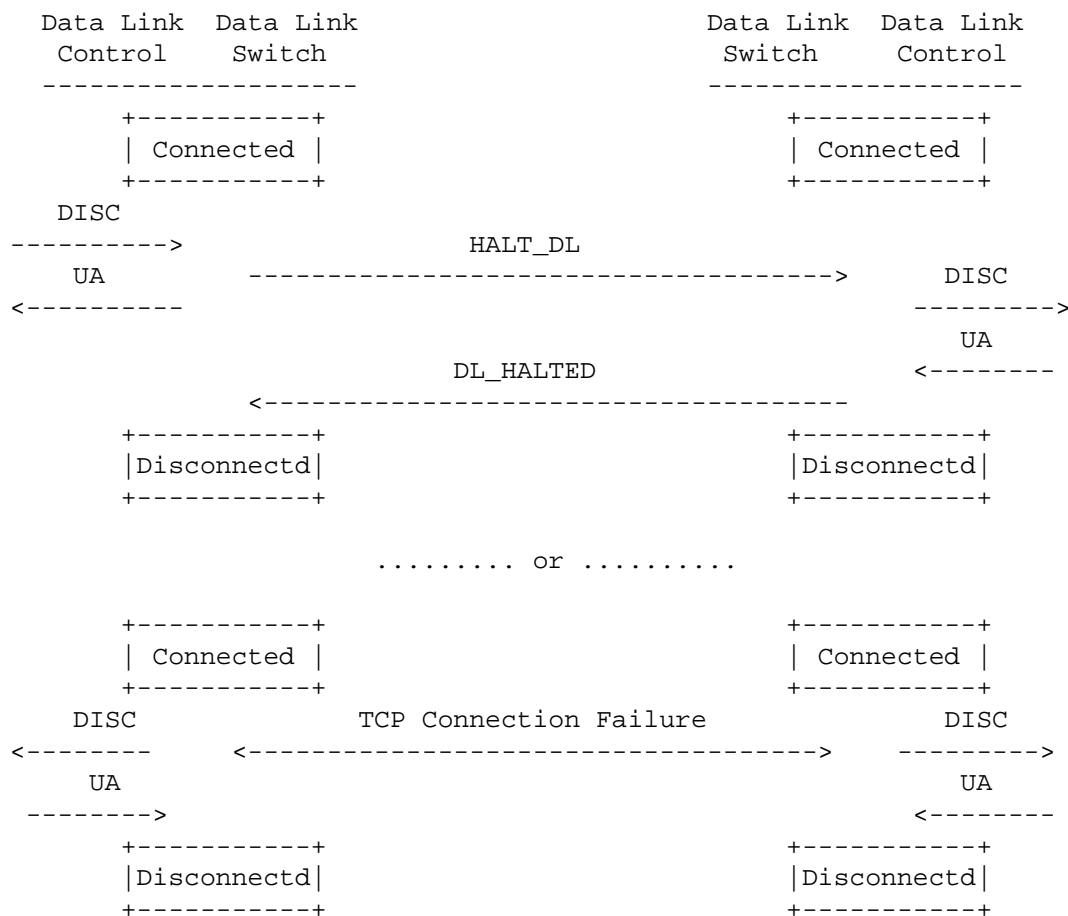 Data Link  Data Link                      Data Link  Data Link
Control    Switch                         Switch     Control
--------------------                      --------------------
+-----------+                             +-----------+
| Connected |                             | Connected |
+-----------+                             +-----------+
DISC
---------->                  HALT_DL
UA    ------------------------------------->      DISC
<-----------                                              --------->
UA
DL_HALTED                    <--------
<-------------------------------------
+-----------+                             +-----------+
|Disconnectd|                             |Disconnectd|
+-----------+                             +-----------+
......... or ..........
+-----------+                             +-----------+
| Connected |                             | Connected |
+-----------+                             +-----------+
DISC              TCP Connection Failure               DISC
<--------     <------------------------------------->    --------->
UA                                                      UA
-------->                                                <--------
+-----------+                             +-----------+
|Disconnectd|                             |Disconnectd|
+-----------+                             +-----------+